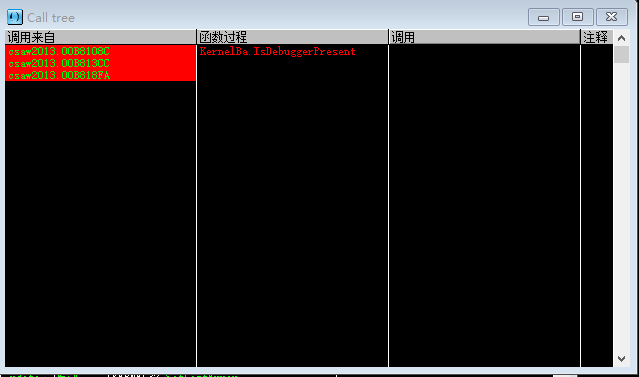 Call tree
调用来自 函数过程 调用 注释
csaw2013.00B8108C KernelBa IsDebuggerPresent
csaw2013.00B813CC
csaw2013.00B818FA